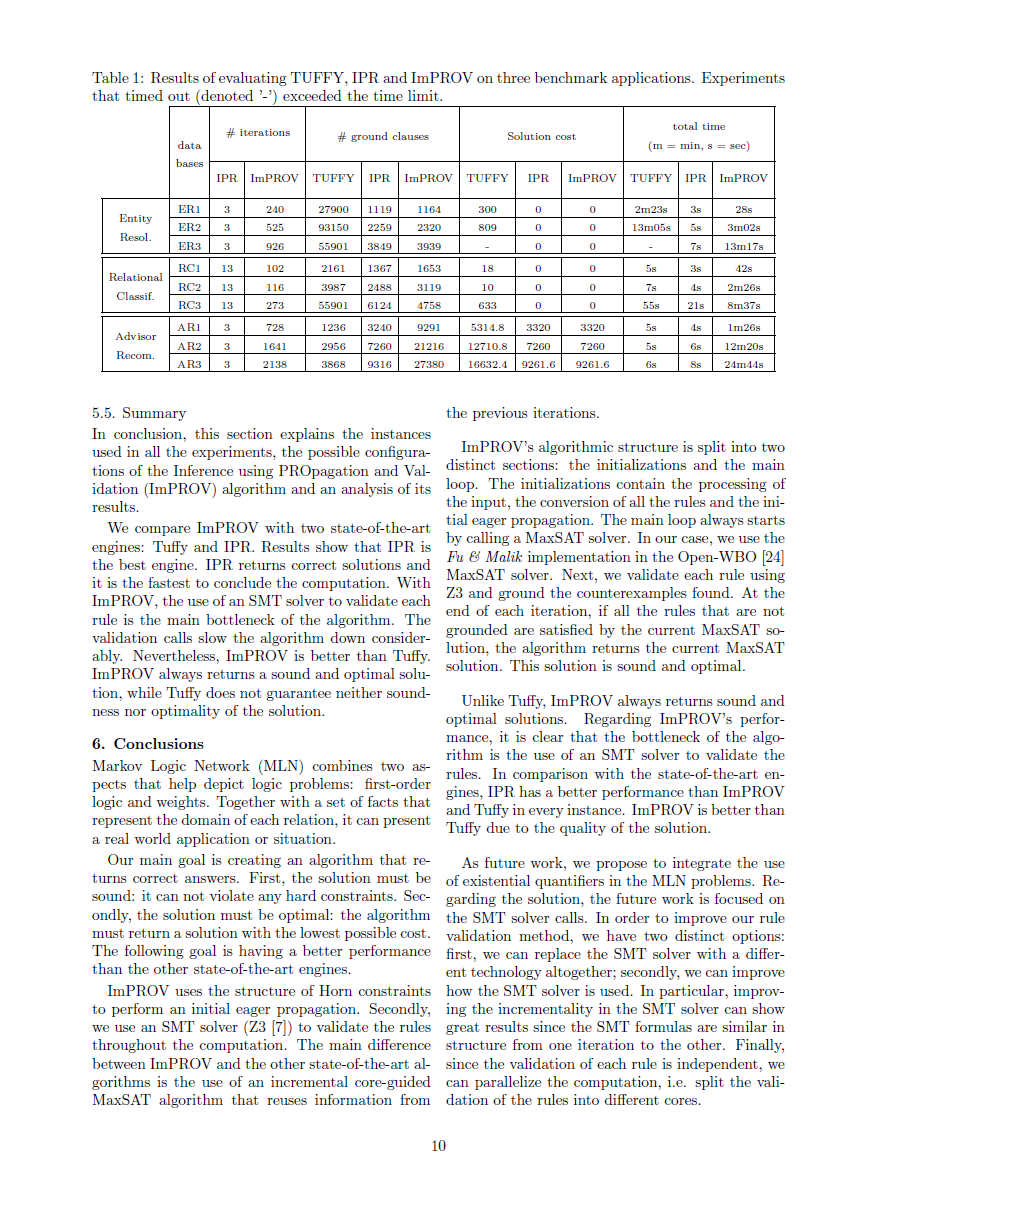 Table 1: Results of evaluating TUFFY, IPR and ImPROV on three benchmark applications. Experiments
that timed out (denoted '-') exceeded the time limit.
data bases # iterations # ground clauses Solution cost total time (m = min, s = sec)
IPR ImPROV TUFFY IPR ImPROV TUFFY IPR ImPROV TUFFY IPR ImPROV
Entity Resol.
ER1 3 240 27900 1119 1164 300 0 0 2m23s 3s 28s
ER2 3 525 93150 2259 2320 809 0 0 13m05s 5s 3m02s
ER3 3 926 55901 3849 3939 - 0 0 - 7s 13m17s
Relational Classif.
RC1 13 102 2161 1367 1653 18 0 0 5s 3s 42s
RC2 13 116 3987 2488 3119 10 0 0 7s 4s 2m26s
RC3 13 273 55901 6124 4758 633 0 0 55s 21s 8m37s
Advisor Recom.
AR1 3 728 1236 3240 9291 5314.8 3320 3320 5s 4s 1m26s
AR2 3 1641 2956 7260 21216 12710.8 7260 7260 5s 6s 12m20s
AR3 3 2138 3868 9316 27380 16632.4 9261.6 9261.6 6s 8s 24m44s
5.5. Summary
In conclusion, this section explains the instances
used in all the experiments, the possible configura-
tions of the Inference using PROpagation and Val-
idation (ImPROV) algorithm and an analysis of its
results.
We compare ImPROV with two state-of-the-art
engines: Tuffy and IPR. Results show that IPR is
the best engine. IPR returns correct solutions and
it is the fastest to conclude the computation. With
ImPROV, the use of an SMT solver to validate each
rule is the main bottleneck of the algorithm. The
validation calls slow the algorithm down consider-
ably. Nevertheless, ImPROV is better than Tuffy.
ImPROV always returns a sound and optimal solu-
tion, while Tuffy does not guarantee neither sound-
ness nor optimality of the solution.
6. Conclusions
Markov Logic Network (MLN) combines two as-
pects that help depict logic problems: first-order
logic and weights. Together with a set of facts that
represent the domain of each relation, it can present
a real world application or situation.
Our main goal is creating an algorithm that re-
turns correct answers. First, the solution must be
sound: it can not violate any hard constraints. Sec-
ondly, the solution must be optimal: the algorithm
must return a solution with the lowest possible cost.
The following goal is having a better performance
than the other state-of-the-art engines.
ImPROV uses the structure of Horn constraints
to perform an initial eager propagation. Secondly,
we use an SMT solver (Z3 [7]) to validate the rules
throughout the computation. The main difference
between ImPROV and the other state-of-the-art al-
gorithms is the use of an incremental core-guided
MaxSAT algorithm that reuses information from
the previous iterations.
ImPROV's algorithmic structure is split into two
distinct sections: the initializations and the main
loop. The initializations contain the processing of
the input, the conversion of all the rules and the ini-
tial eager propagation. The main loop always starts
by calling a MaxSAT solver. In our case, we use the
Fu & Malik implementation in the Open-WBO [24]
MaxSAT solver. Next, we validate each rule using
Z3 and ground the counterexamples found. At the
end of each iteration, if all the rules that are not
grounded are satisfied by the current MaxSAT so-
lution, the algorithm returns the current MaxSAT
solution. This solution is sound and optimal.
Unlike Tuffy, ImPROV always returns sound and
optimal solutions. Regarding ImPROV's perfor-
mance, it is clear that the bottleneck of the algo-
rithm is the use of an SMT solver to validate the
rules. In comparison with the state-of-the-art en-
gines, IPR has a better performance than ImPROV
and Tuffy in every instance. ImPROV is better than
Tuffy due to the quality of the solution.
As future work, we propose to integrate the use
of existential quantifiers in the MLN problems. Re-
garding the solution, the future work is focused on
the SMT solver calls. In order to improve our rule
validation method, we have two distinct options:
first, we can replace the SMT solver with a differ-
ent technology altogether; secondly, we can improve
how the SMT solver is used. In particular, improv-
ing the incrementality in the SMT solver can show
great results since the SMT formulas are similar in
structure from one iteration to the other. Finally,
since the validation of each rule is independent, we
can parallelize the computation, i.e. split the vali-
dation of the rules into different cores.
10